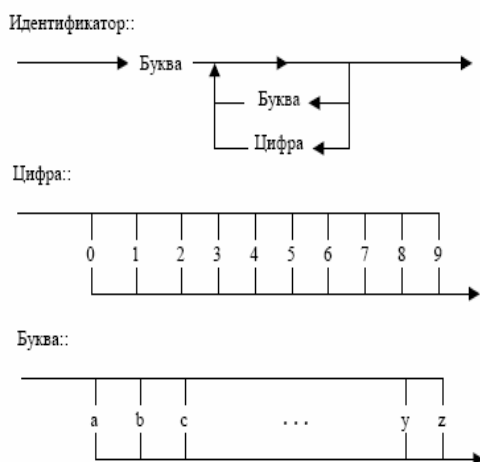 Идентификатор::
Буква
Буква
Цифра
Цифра::
0 1 2 3 4 5 6 7 8 9
Буква::
a b c . . . y z